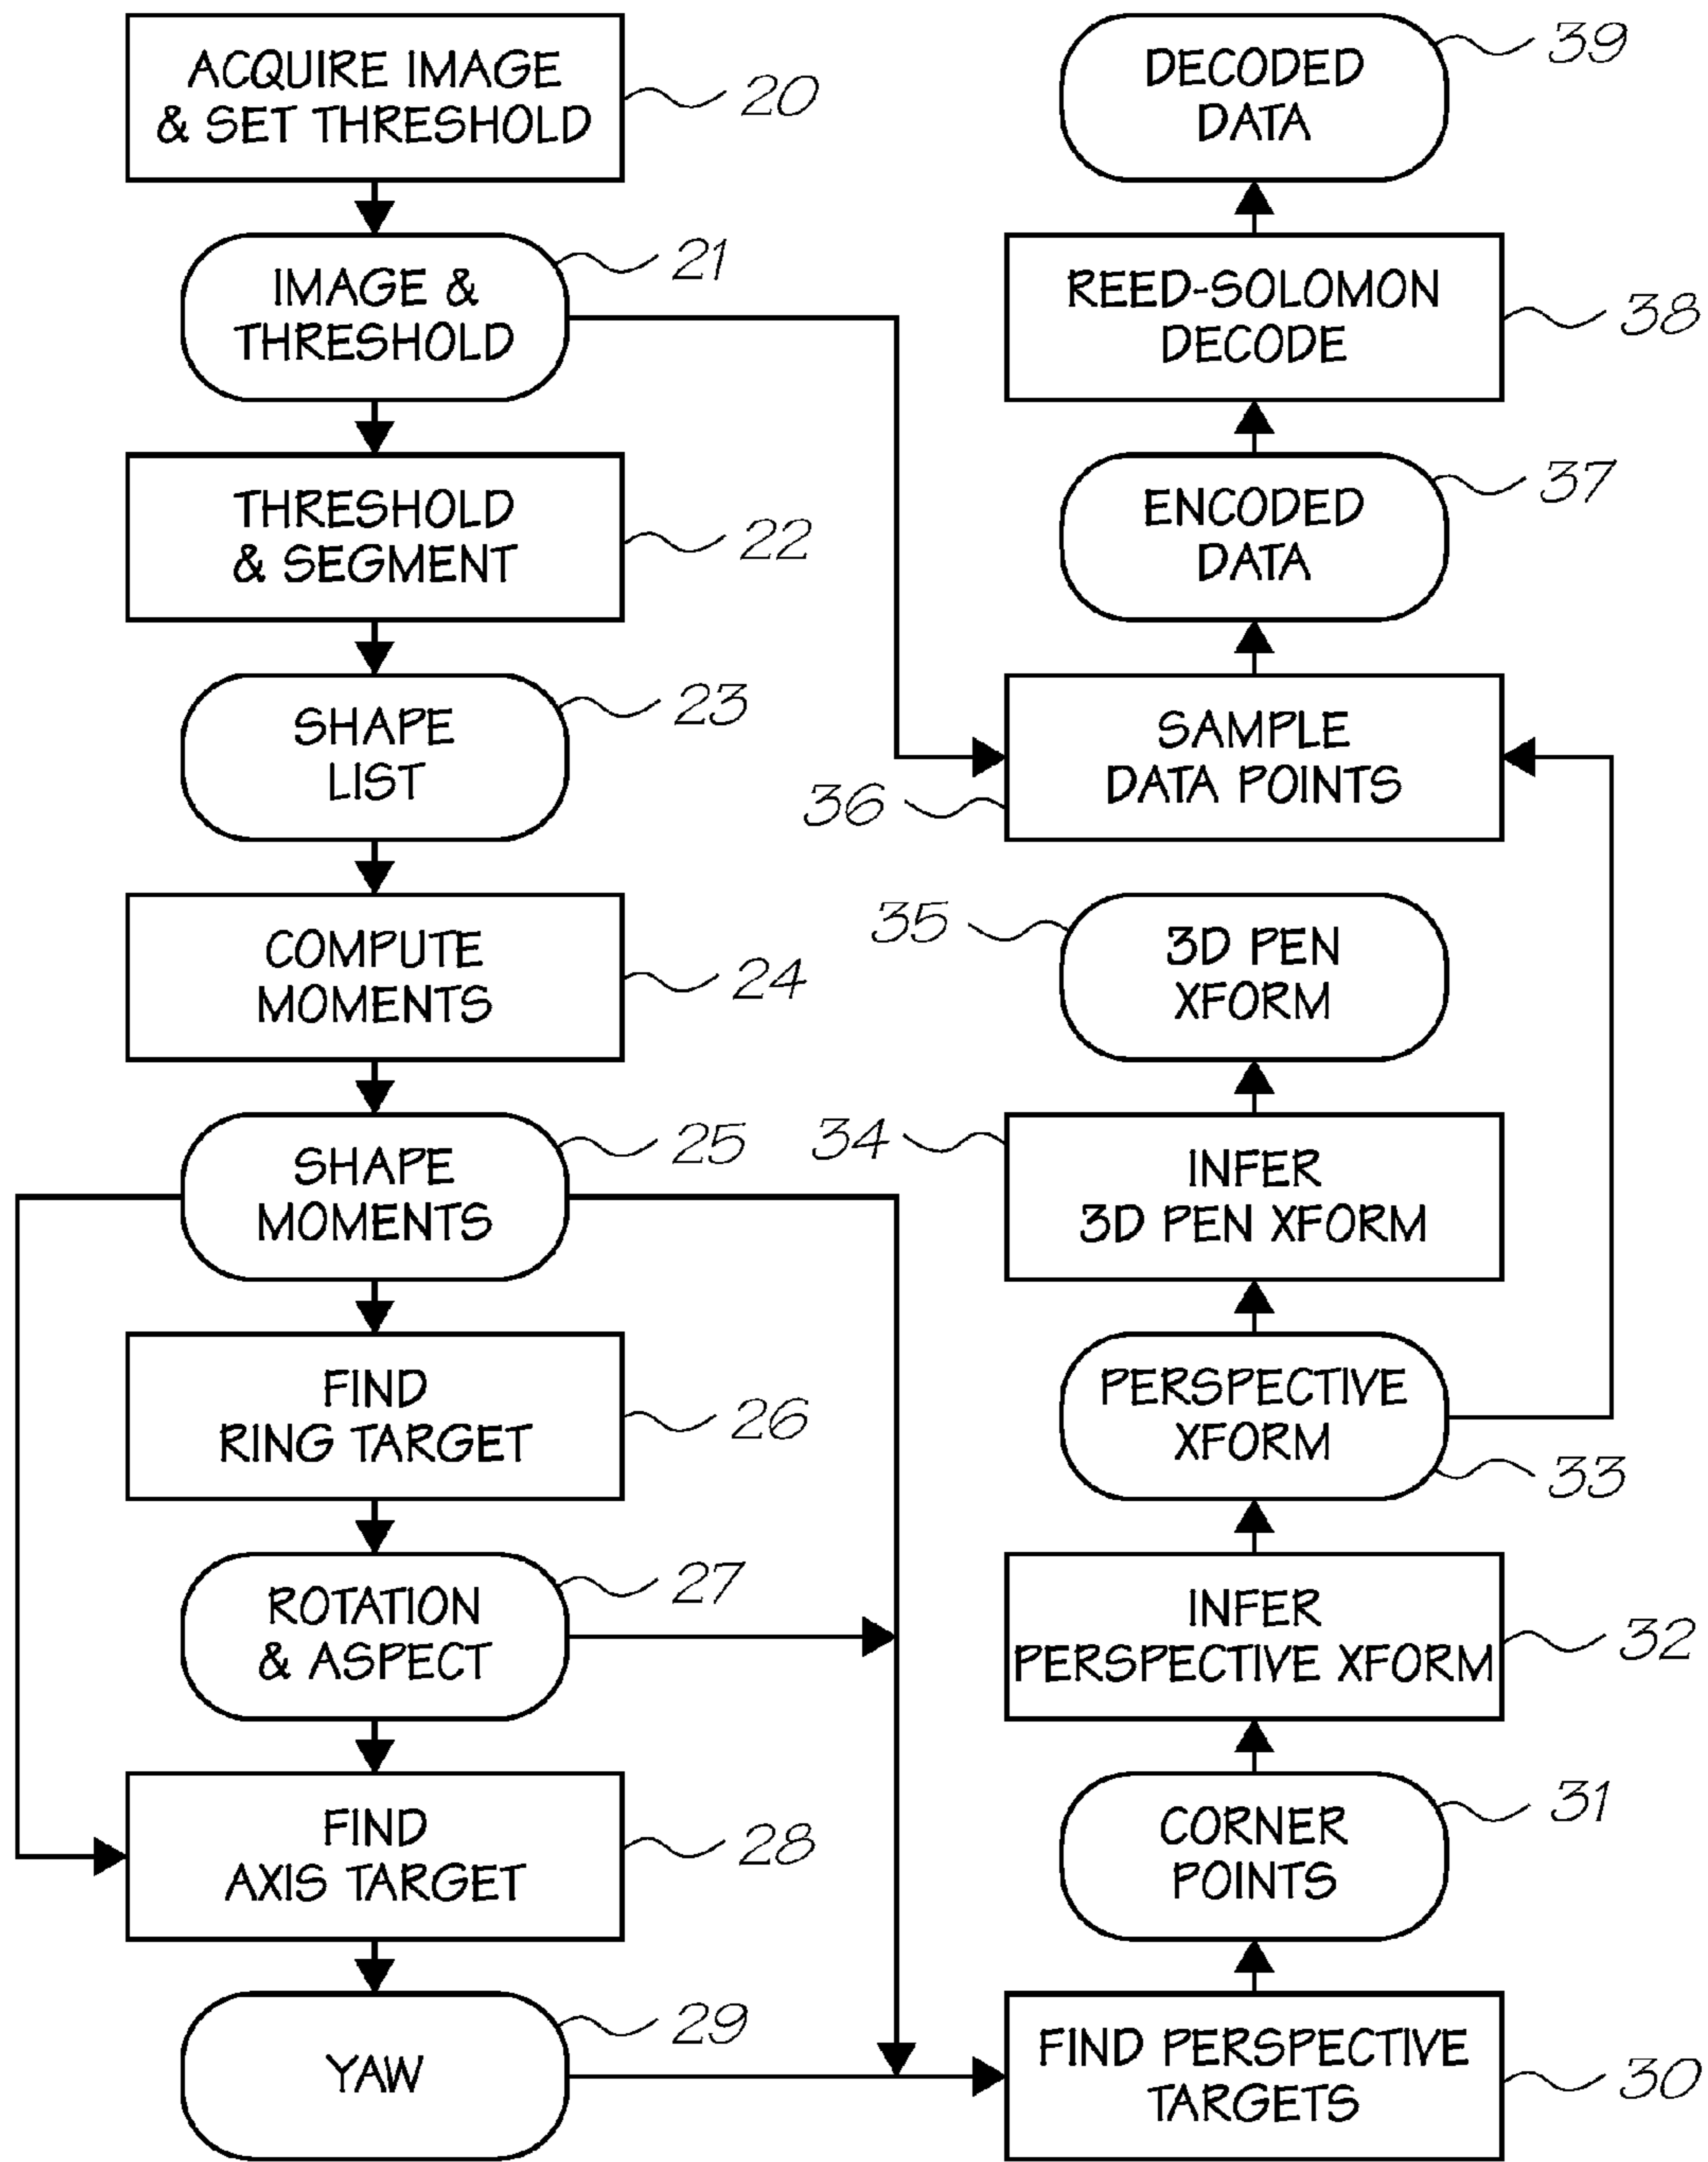 ACQUIRE IMAGE
& SET THRESHOLD
20
IMAGE &
THRESHOLD
21
THRESHOLD
& SEGMENT
22
SHAPE
LIST
23
COMPUTE
MOMENTS
24
SHAPE
MOMENTS
25
FIND
RING TARGET
26
ROTATION
& ASPECT
27
FIND
AXIS TARGET
28
YAW
29
DECODED
DATA
39
REED-SOLOMON
DECODE
38
ENCODED
DATA
37
SAMPLE
DATA POINTS
36
35
3D PEN
XFORM
34
INFER
3D PEN XFORM
PERSPECTIVE
XFORM
33
INFER
PERSPECTIVE XFORM
32
CORNER
POINTS
31
FIND PERSPECTIVE
TARGETS
30